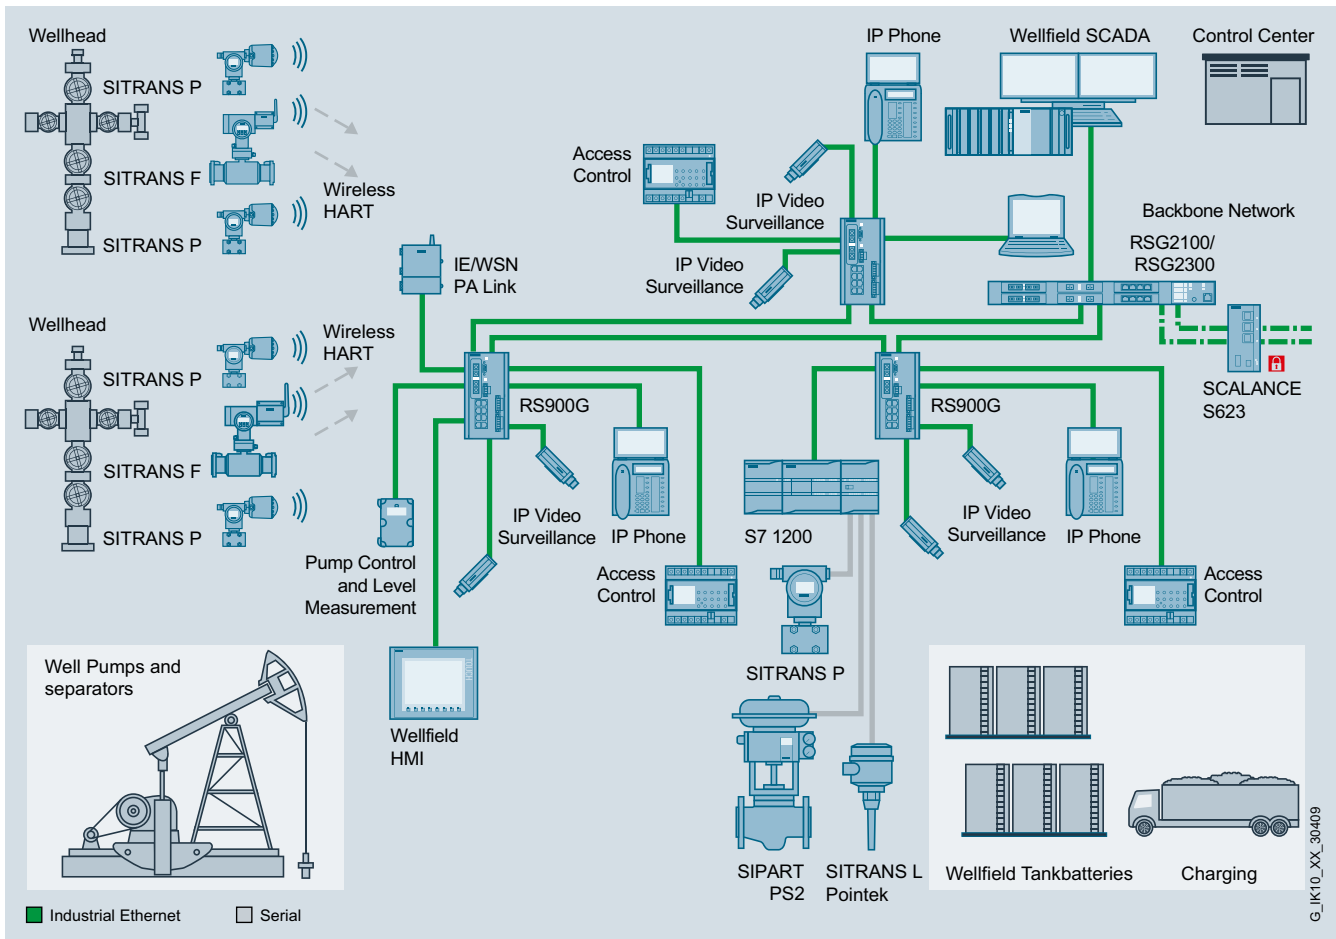 Wellhead
SITRANS P
SITRANS F
SITRANS P
Wireless
HART
IP Phone
Wellfield SCADA
Control Center
Access
Control
IP Video
Surveillance
IP Video
Surveillance
Backbone Network
RSG2100/
RSG2300
IE/WSN
PA Link
Wellhead
SITRANS P
SITRANS F
SITRANS P
Wireless
HART
RS900G
RS900G
SCALANCE
S623
IP Video
Surveillance
IP Phone
S7 1200
IP Video
Surveillance
IP Phone
Pump Control
and Level
Measurement
Access
Control
Access
Control
SITRANS P
Well Pumps and
separators
Wellfield
HMI
SIPART
PS2
SITRANS L
Pointek
Wellfield Tankbatteries
Charging
Industrial Ethernet
Serial
G_IK10_XX_30409